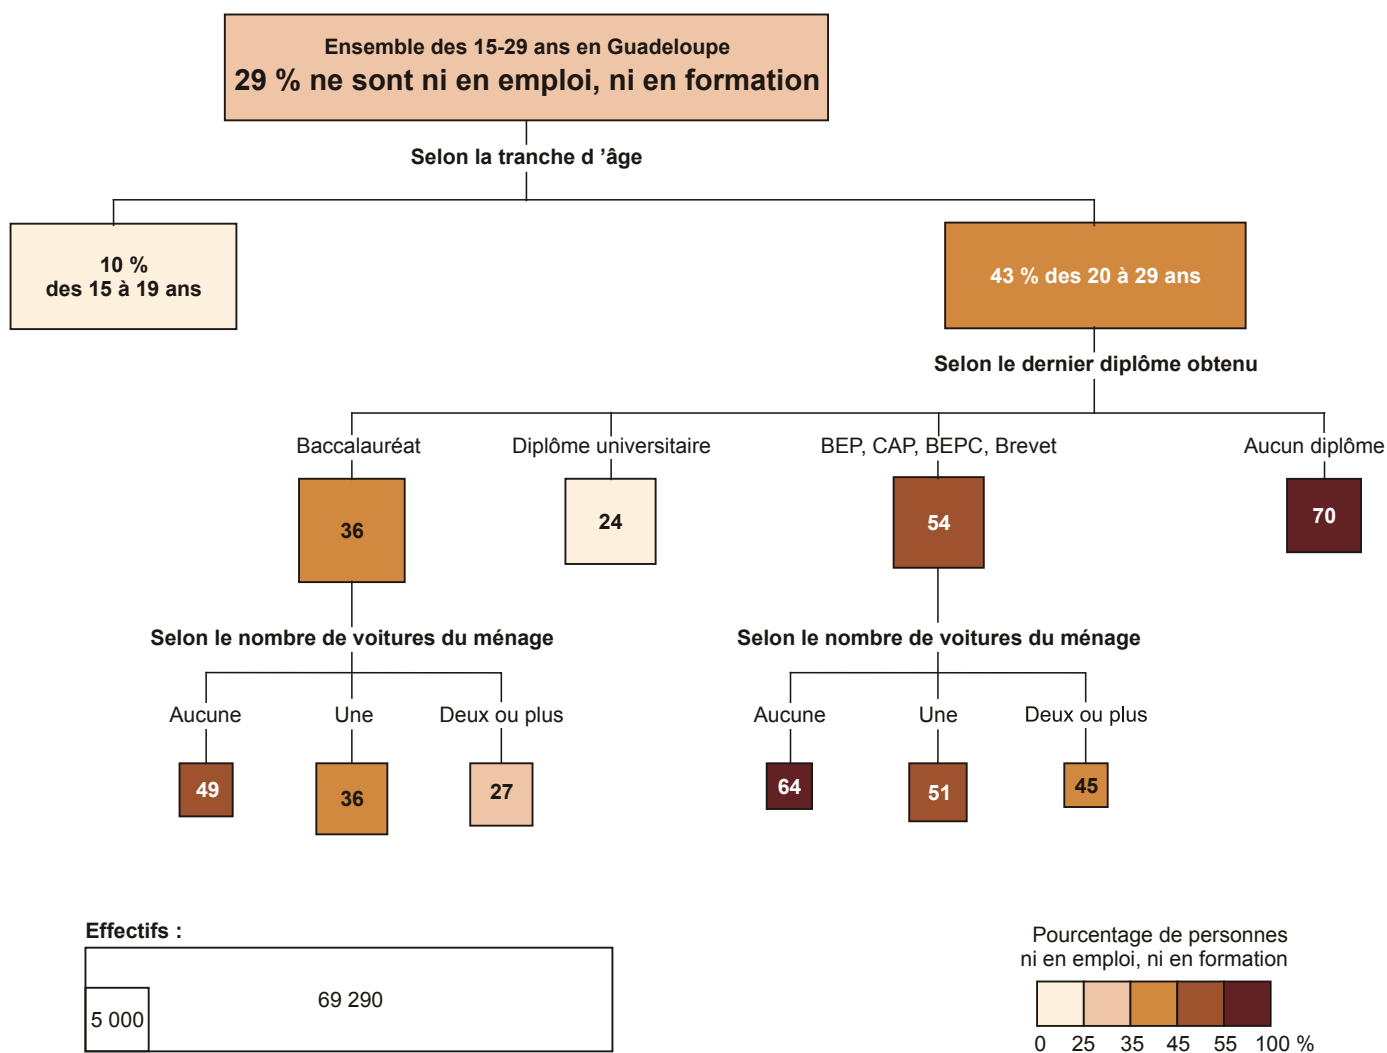 Ensemble des 15-29 ans en Guadeloupe
29 % ne sont ni en emploi, ni en formation
Selon la tranche d ’âge
10 %
des 15 à 19 ans
43 % des 20 à 29 ans
Selon le dernier diplôme obtenu
Baccalauréat
Diplôme universitaire
BEP, CAP, BEPC, Brevet
Aucun diplôme
36
24
54
70
Selon le nombre de voitures du ménage
Selon le nombre de voitures du ménage
Aucune
Une
Deux ou plus
Aucune
Une
Deux ou plus
49
36
27
64
51
45
Effectifs :
69 290
5 000
Pourcentage de personnes
ni en emploi, ni en formation
0 25 35 45 55 100 %